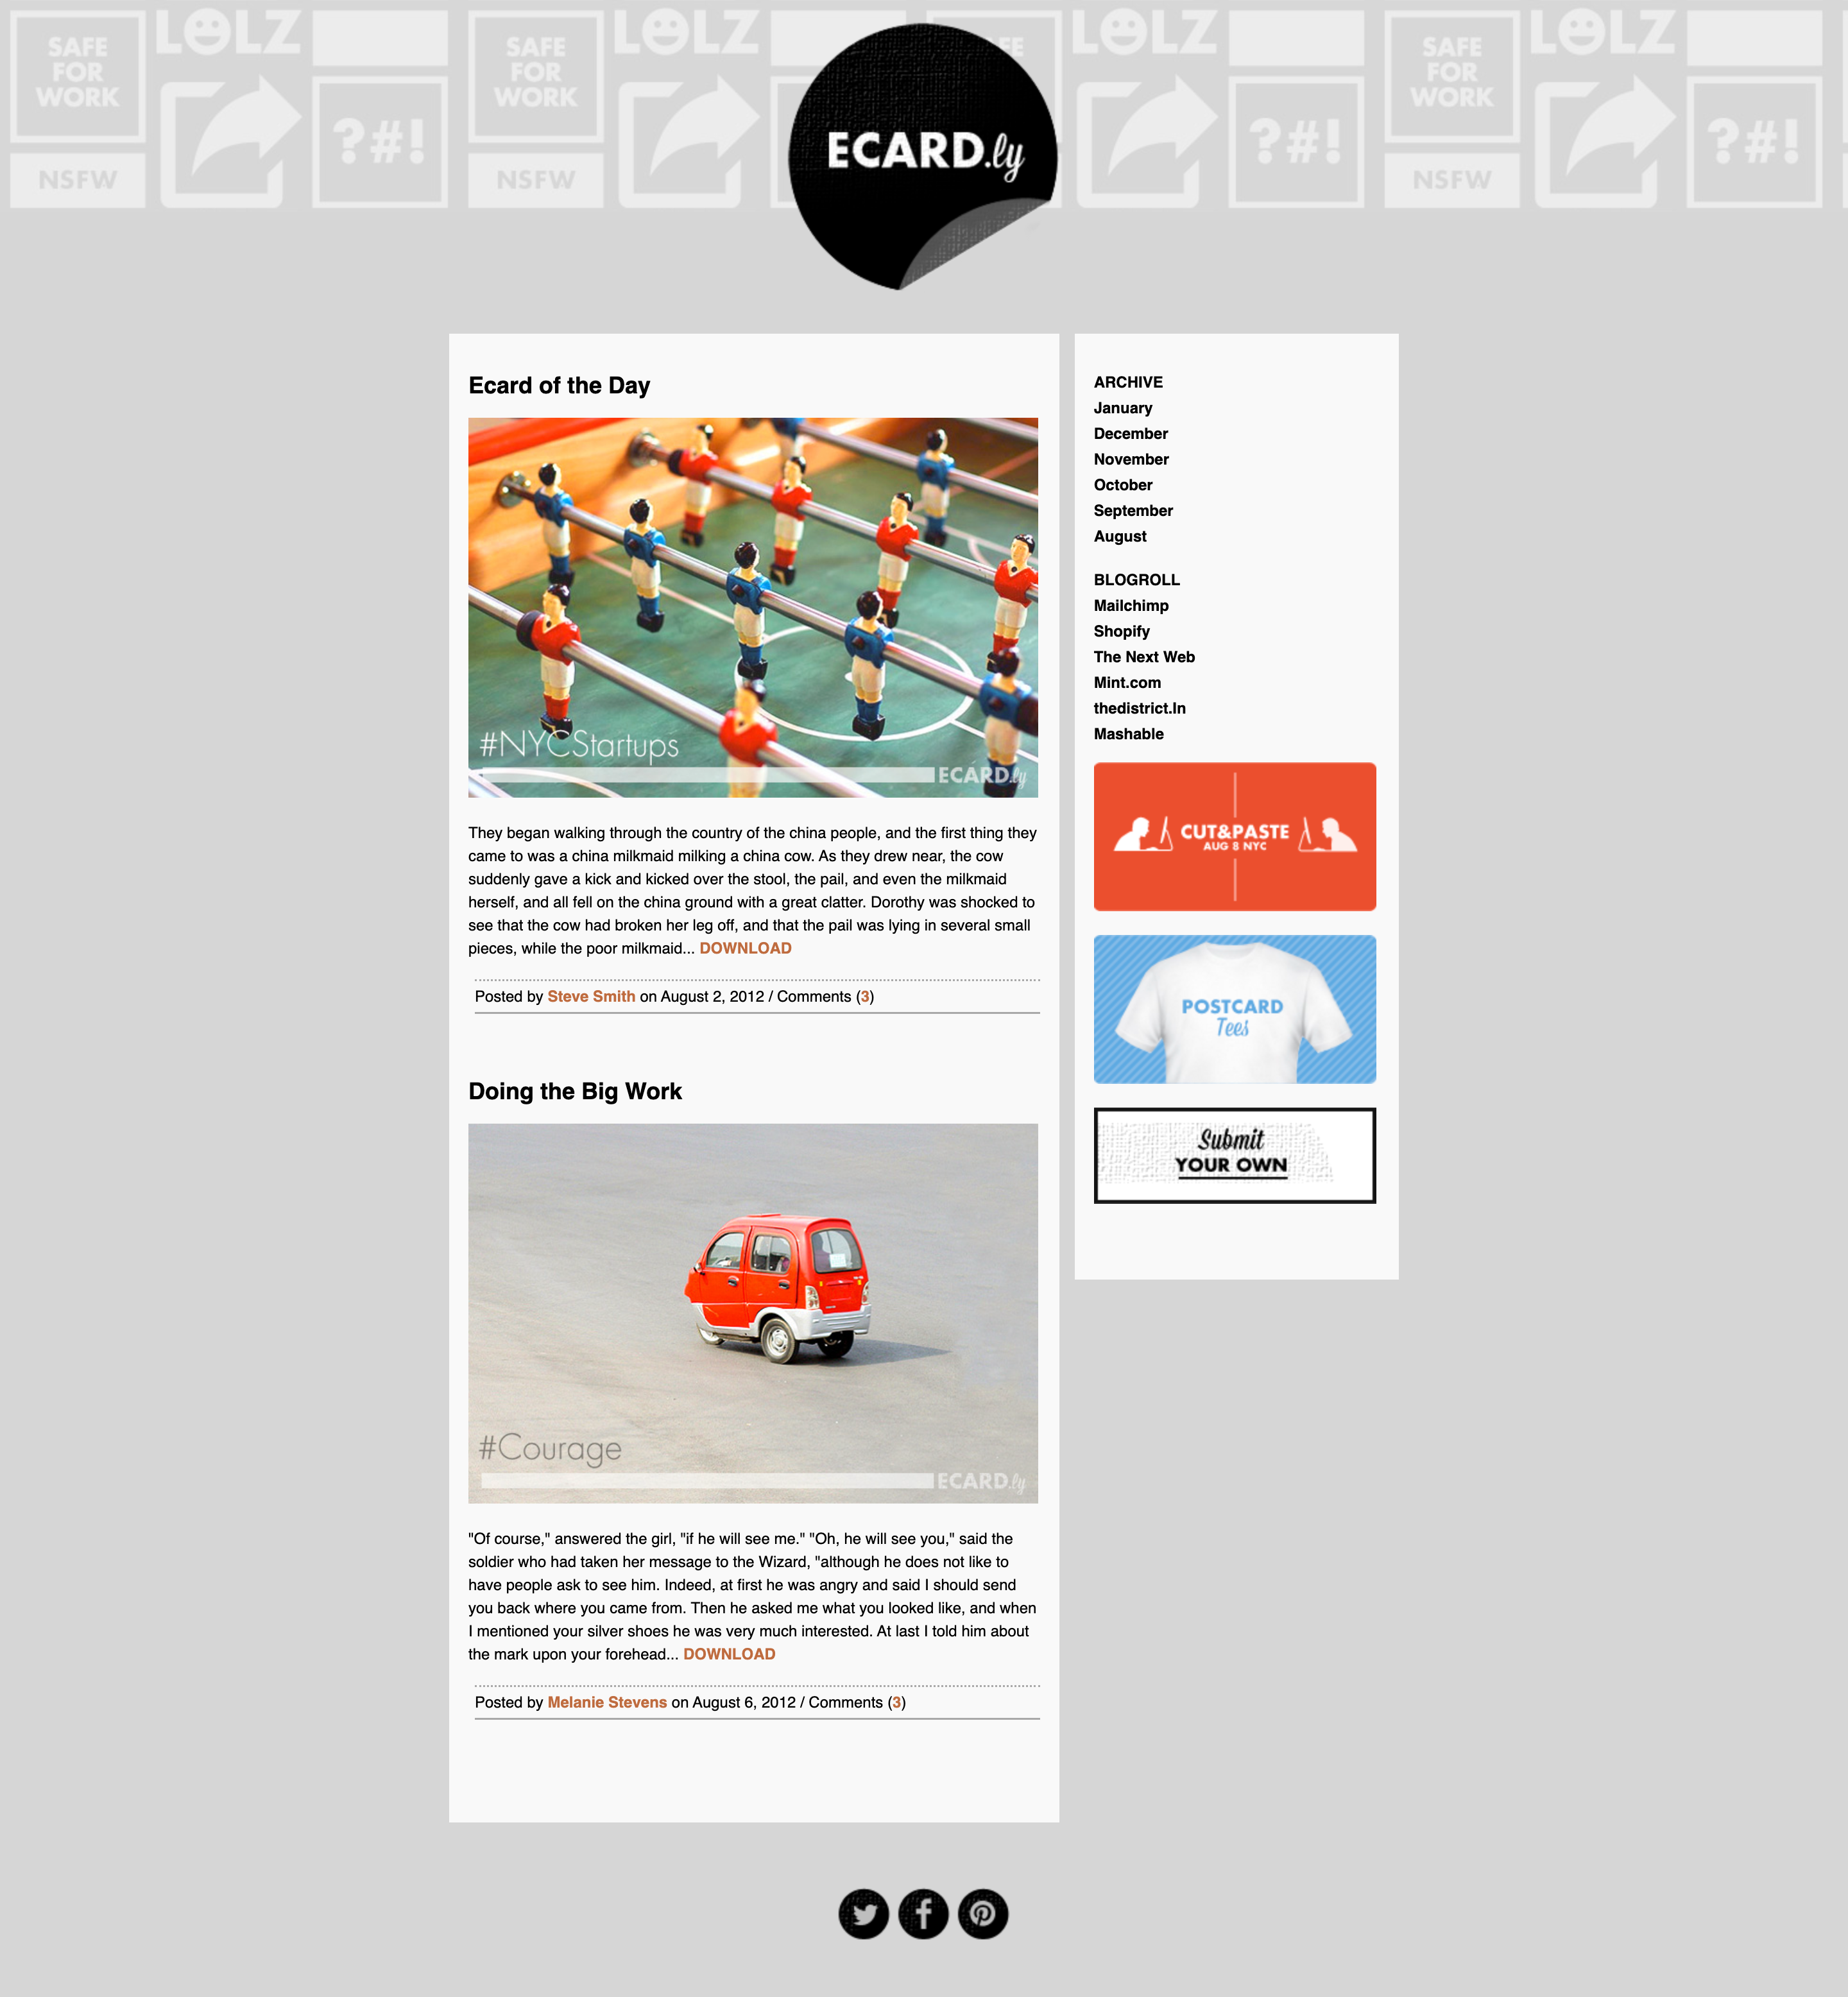 SAFE
FOR
WORK
NSFW
LOLZ
?#!
SAFE
FOR
WORK
NSFW
LOLZ
FE
LOLZ
?#!
SAFE
FOR
WORK
NSFW
LOLZ
?#!
ECARD.ly
Ecard of the Day
#NYCStartups
ECARD.ly
They began walking through the country of the china people, and the first thing they
came to was a china milkmaid milking a china cow. As they drew near, the cow
suddenly gave a kick and kicked over the stool, the pail, and even the milkmaid
herself, and all fell on the china ground with a great clatter. Dorothy was shocked to
see that the cow had broken her leg off, and that the pail was lying in several small
pieces, while the poor milkmaid... DOWNLOAD
Posted by Steve Smith on August 2, 2012 / Comments (3)
Doing the Big Work
#Courage
ECARD.ly
"Of course," answered the girl, "if he will see me." "Oh, he will see you," said the
soldier who had taken her message to the Wizard, "although he does not like to
have people ask to see him. Indeed, at first he was angry and said I should send
you back where you came from. Then he asked me what you looked like, and when
I mentioned your silver shoes he was very much interested. At last I told him about
the mark upon your forehead... DOWNLOAD
Posted by Melanie Stevens on August 6, 2012 / Comments (3)
ARCHIVE
January
December
November
October
September
August
BLOGROLL
Mailchimp
Shopify
The Next Web
Mint.com
thedistrict.In
Mashable
CUT&PASTE
AUG 8 NYC
POSTCARD
Tees
Submit
YOUR OWN